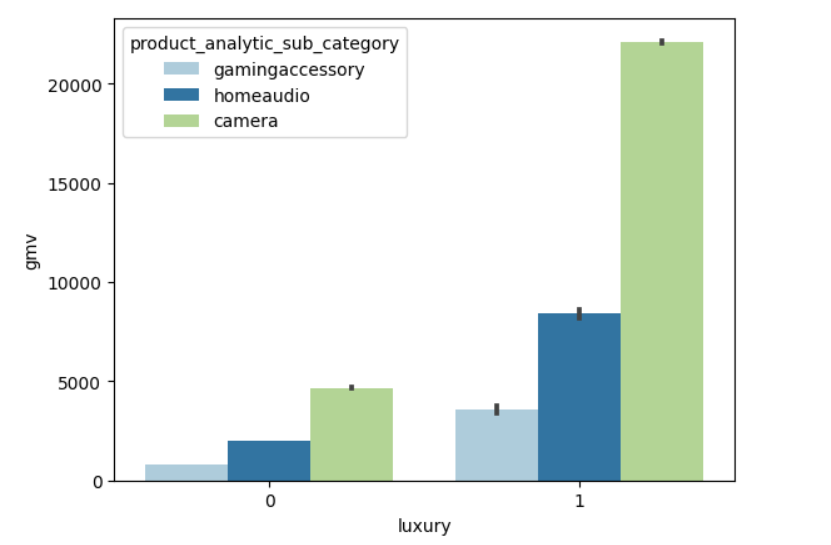 product_analytic_sub_category
gamingaccessory
homeaudio
camera
20000
15000
10000
5000
0
gmv
0 1
luxury